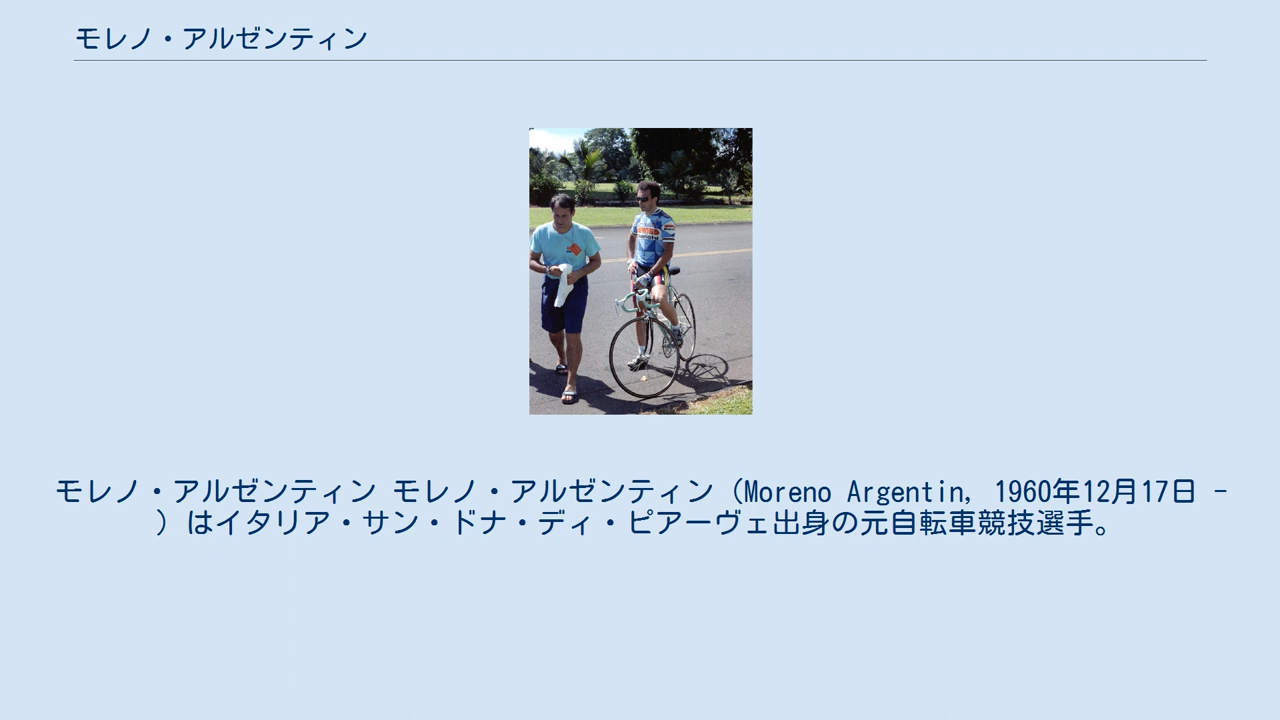 モレノ・アルゼンティン
モレノ・アルゼンティン モレノ・アルゼンティン（Moreno Argentin, 1960年12月17日 -
）はイタリア・サン・ドナ・ディ・ピアーヴェ出身の元自転車競技選手。